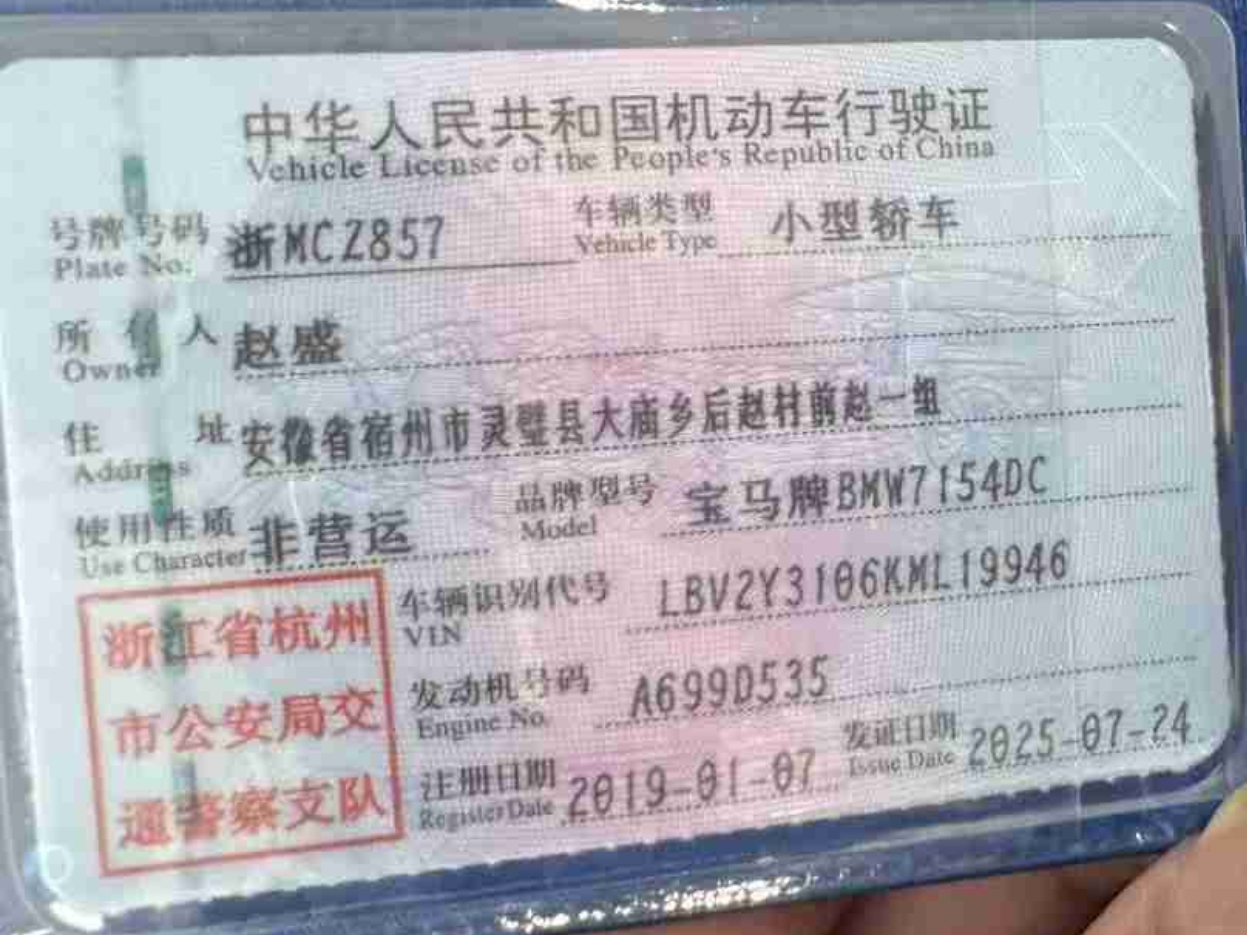 中华人民共和国机动车行驶证
Vehicle License of the People's Republic of China
号牌号码 浙MCZ857 车辆类型 小型轿车
Plate No. Vehicle Type
所有人 赵盛
Owner
住址 安徽省宿州市灵璧县大庙乡后赵村前赵一组
Address
使用性质 非营运 品牌型号 宝马牌BMW7154DC
Use Character Model
浙江省杭州
市公安局交
通警察支队
车辆识别代号 LBV2Y3106KML19946
VIN
发动机号码 A699D535
Engine No.
注册日期 2019-01-07 发证日期 2025-07-24
Register Date Issue Date